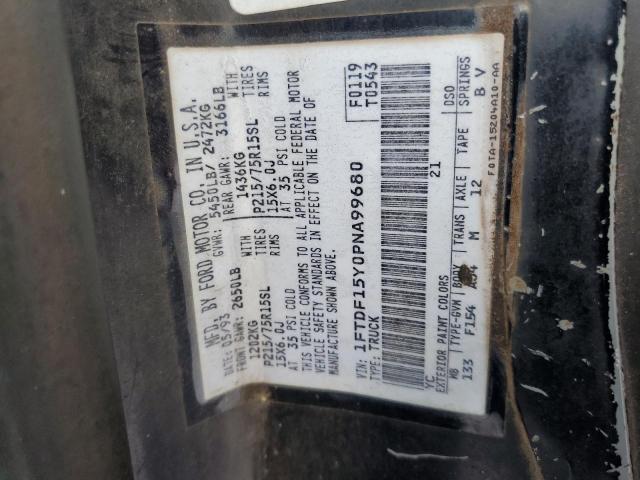 MFD. BY FORD MOTOR CO. IN U.S.A.
DATE: 05/93 GVWR: 5450LB/ 2472KG
FRONT GAWR: 2650LB REAR GAWR: 3166LB
1202KG WITH 1436KG WITH
P215/75R15SL TIRES P215/75R15SL TIRES
15X6.0J RIMS 15X6.0J RIMS
AT 35 PSI COLD AT 35 PSI COLD
THIS VEHICLE CONFORMS TO ALL APPLICABLE FEDERAL MOTOR
VEHICLE SAFETY STANDARDS IN EFFECT ON THE DATE OF
MANUFACTURE SHOWN ABOVE.
VIN: 1FTDF15Y0PNA99680 F0119
TYPE: TRUCK T0543
YC 21
EXTERIOR PAINT COLORS DSO
WB TYPE-GVM BODY TRANS AXLE TAPE SPRINGS
133 F154 M 12 B V
F0TA-15204A10-AA